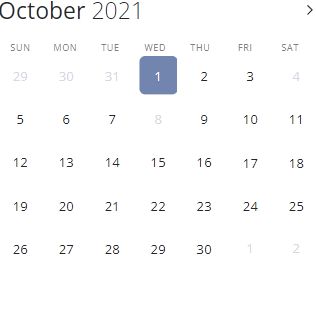 October 2021
SUN MON TUE WED THU FRI SAT
29 30 31 1 2 3 4
5 6 7 8 9 10 11
12 13 14 15 16 17 18
19 20 21 22 23 24 25
26 27 28 29 30 1 2